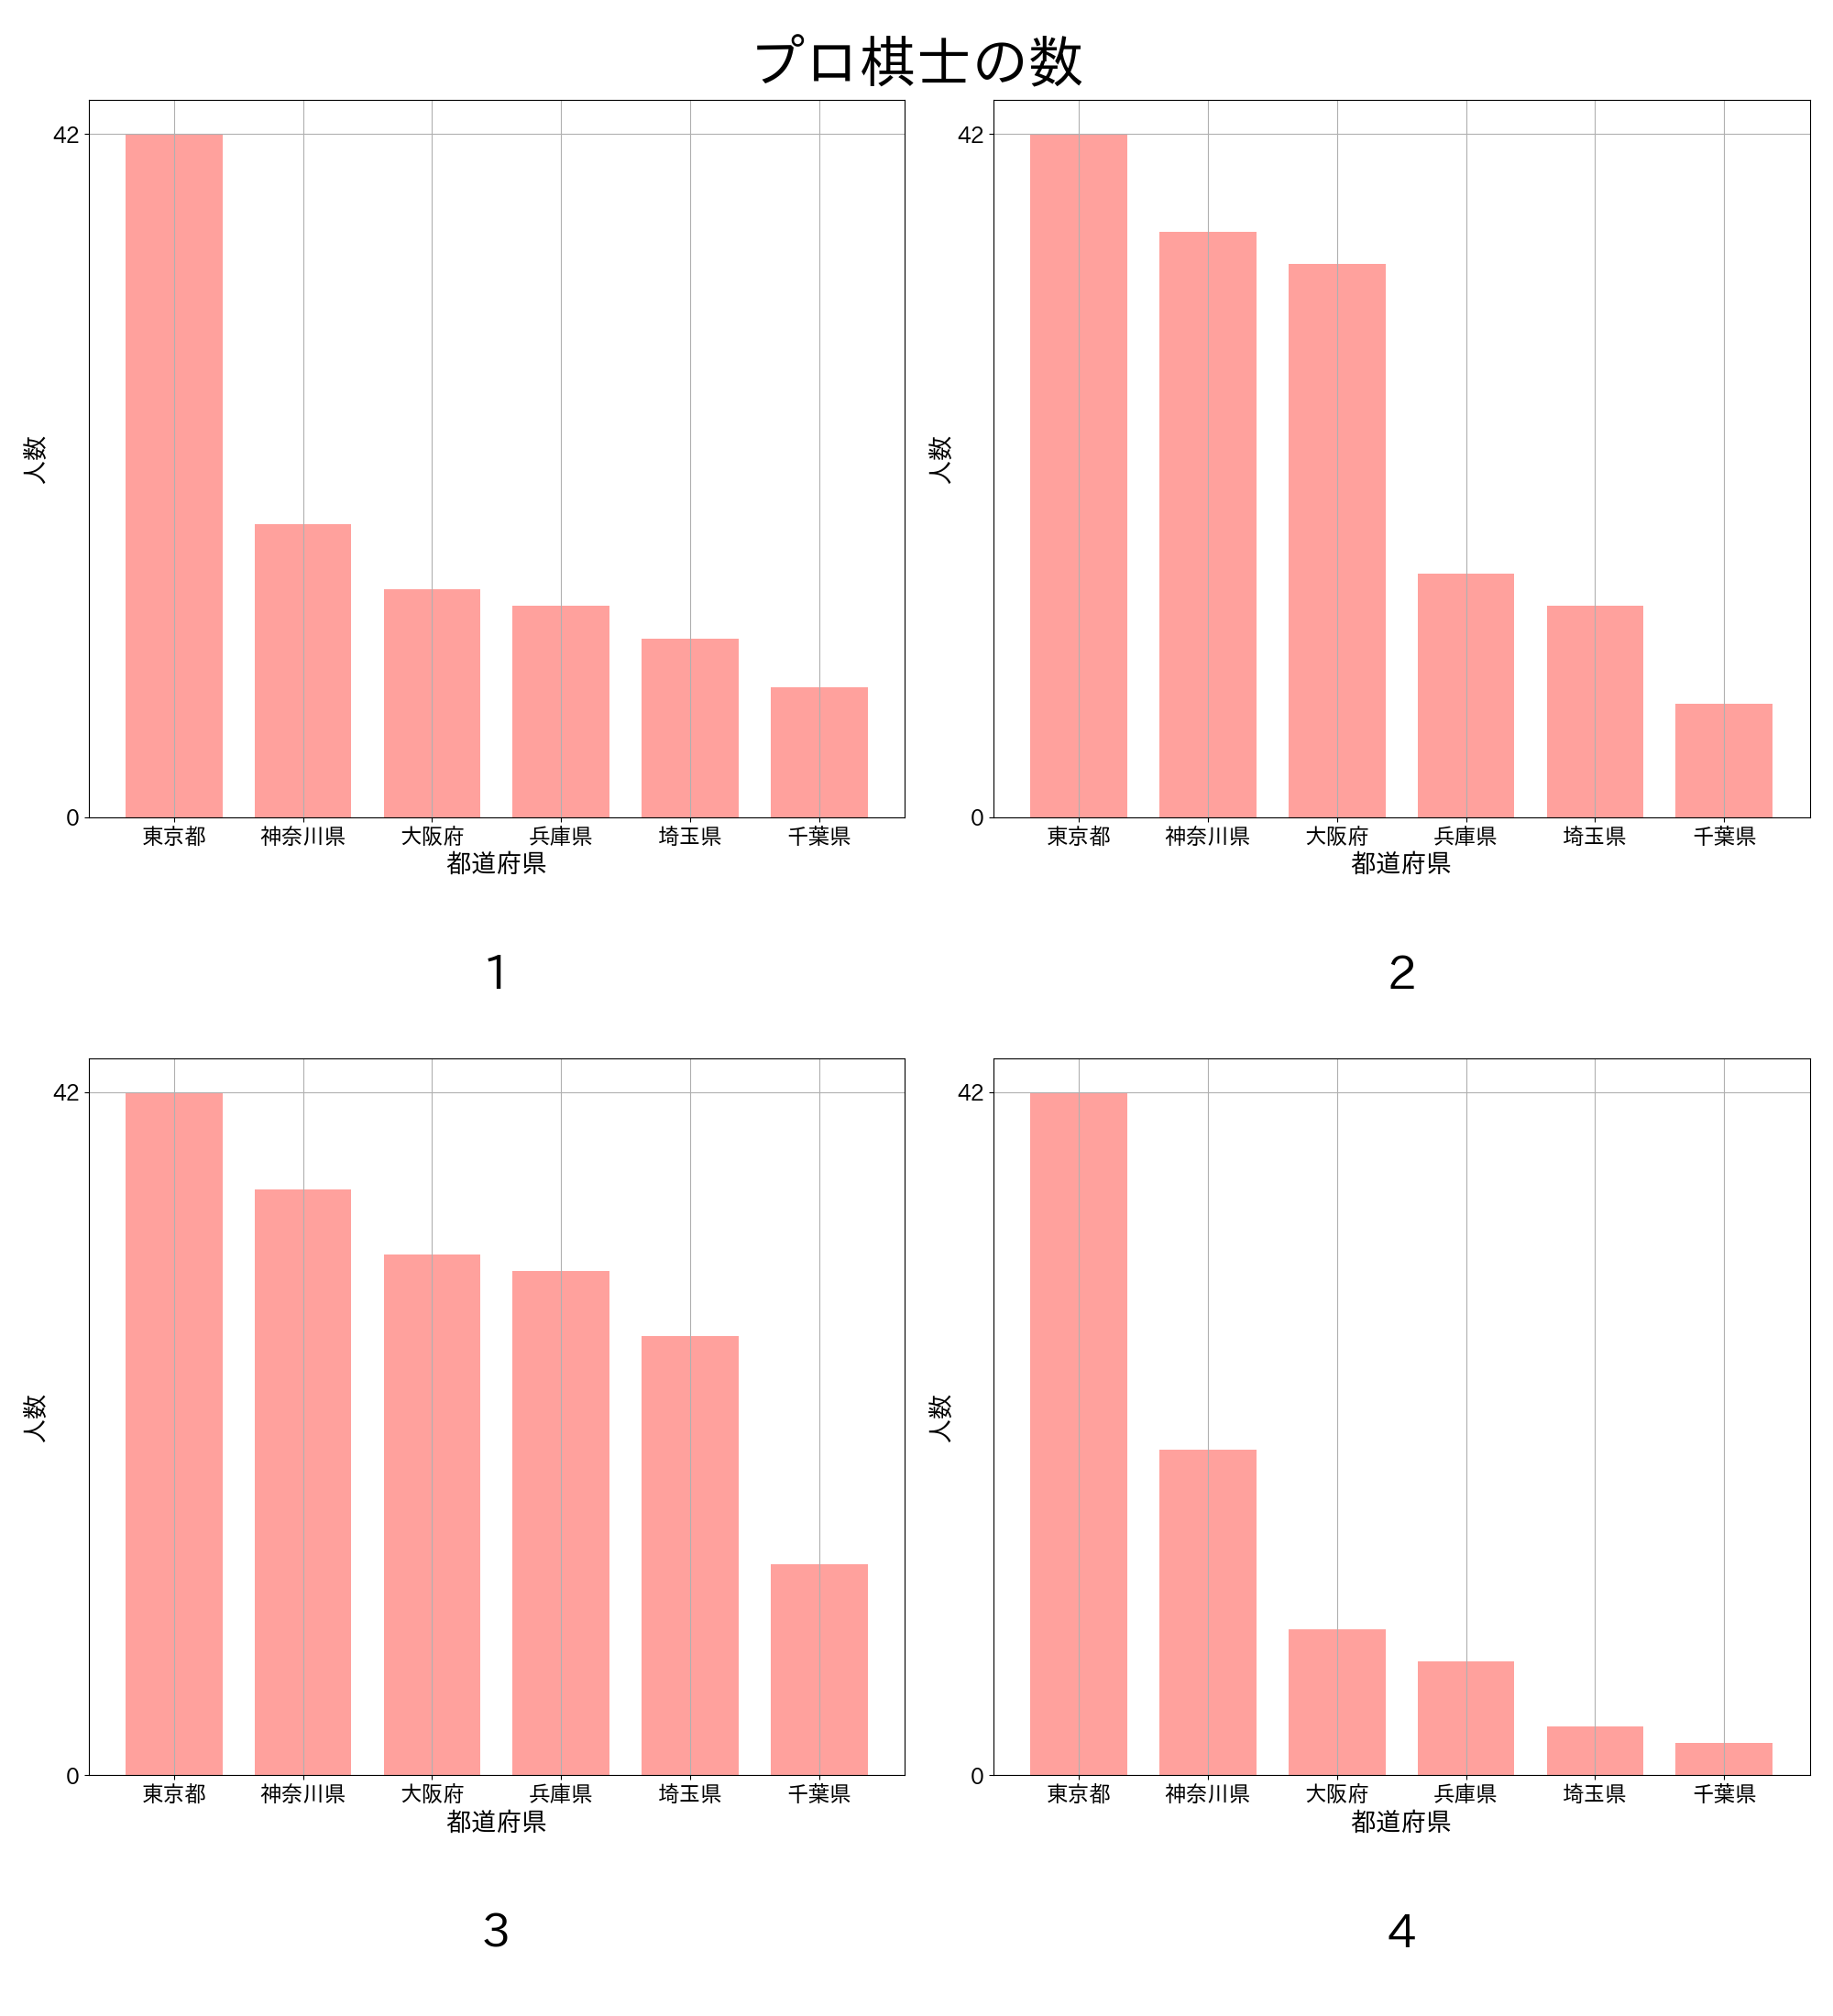 プロ棋士の数
42
0
人数
東京都 神奈川県 大阪府 兵庫県 埼玉県 千葉県
都道府県
1
42
0
人数
東京都 神奈川県 大阪府 兵庫県 埼玉県 千葉県
都道府県
2
42
0
人数
東京都 神奈川県 大阪府 兵庫県 埼玉県 千葉県
都道府県
3
42
0
人数
東京都 神奈川県 大阪府 兵庫県 埼玉県 千葉県
都道府県
4